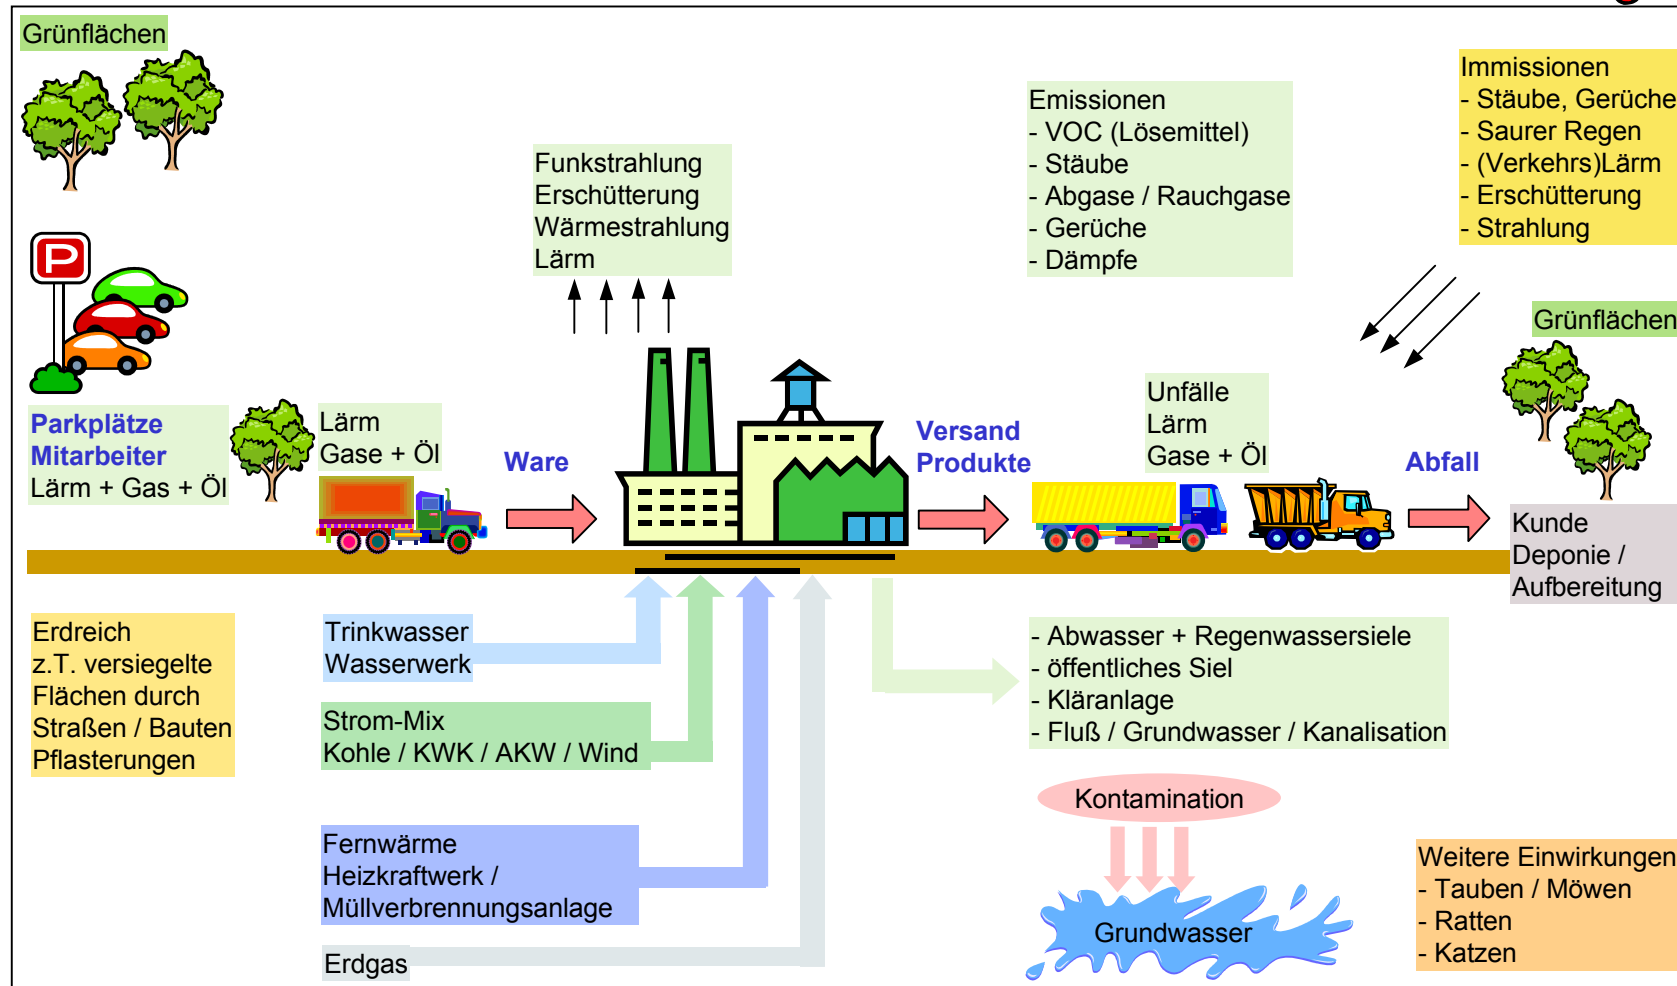 Grünflächen
P
Parkplätze
Mitarbeiter
Lärm + Gas + Öl
Lärm
Gase + Öl
Ware
Funkstrahlung
Erschütterung
Wärmestrahlung
Lärm
Versand
Produkte
Emissionen
- VOC (Lösemittel)
- Stäube
- Abgase / Rauchgase
- Gerüche
- Dämpfe
Unfälle
Lärm
Gase + Öl
Abfall
Immissionen
- Stäube, Gerüche
- Saurer Regen
- (Verkehrs)Lärm
- Erschütterung
- Strahlung
Grünflächen
Kunde
Deponie /
Aufbereitung
Erdreich
z.T. versiegelte
Flächen durch
Straßen / Bauten
Pflasterungen
Trinkwasser
Wasserwerk
Strom-Mix
Kohle / KWK / AKW / Wind
Fernwärme
Heizkraftwerk /
Müllverbrennungsanlage
Erdgas
- Abwasser + Regenwassersiele
- öffentliches Siel
- Kläranlage
- Fluß / Grundwasser / Kanalisation
Kontamination
Grundwasser
Weitere Einwirkungen
- Tauben / Möwen
- Ratten
- Katzen